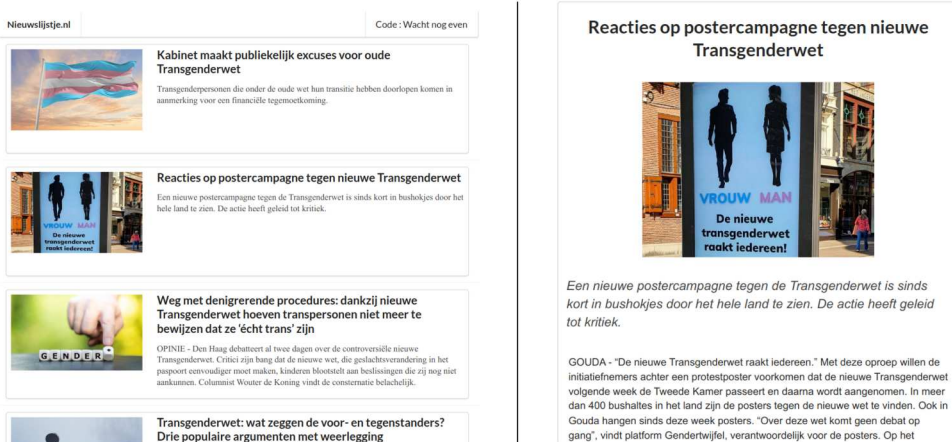 Nieuwslijstje.nl
Code : Wacht nog even
Kabinet maakt publiekelijk excuses voor oude
Transgenderwet
Transgenderpersonen die onder de oude wet hun transitie hebben doorlopen komen in
aanmerking voor een financiële tegemoetkoming.
VROUW MAN
De nieuwe
transgenderwet
raakt iedereen!
Reacties op postercampagne tegen nieuwe Transgenderwet
Een nieuwe postercampagne tegen de Transgenderwet is sinds kort in bushokjes door het
hele land te zien. De actie heeft geleid tot kritiek.
GENDER
Weg met denigrerende procedures: dankzij nieuwe
Transgenderwet hoeven transpersonen niet meer te
bewijzen dat ze 'écht trans' zijn
OPINIE - Den Haag debatteert al twee dagen over de controversiële nieuwe
Transgenderwet. Critici zijn bang dat de nieuwe wet, die geslachtsverandering in het
paspoort eenvoudiger moet maken, kinderen blootstelt aan beslissingen die zij nog niet
aankunnen. Columnist Wouter de Koning vindt de consternatie belachelijk.
Transgenderwet: wat zeggen de voor- en tegenstanders?
Drie populaire argumenten met weerlegging
Reacties op postercampagne tegen nieuwe
Transgenderwet
VROUW MAN
De nieuwe
transgenderwet
raakt iedereen!
Een nieuwe postercampagne tegen de Transgenderwet is sinds
kort in bushokjes door het hele land te zien. De actie heeft geleid
tot kritiek.
GOUDA - “De nieuwe Transgenderwet raakt iedereen.” Met deze oproep willen de
initiatiefnemers achter een protestposter voorkomen dat de nieuwe Transgenderwet
volgende week de Tweede Kamer passeert en daarna wordt aangenomen. In meer
dan 400 bushaltes in het land zijn de posters tegen de nieuwe wet te vinden. Ook in
Gouda hangen sinds deze week posters. “Over deze wet komt geen debat op
gang”, vindt platform Gendertwijfel, verantwoordelijk voor de posters. Op het